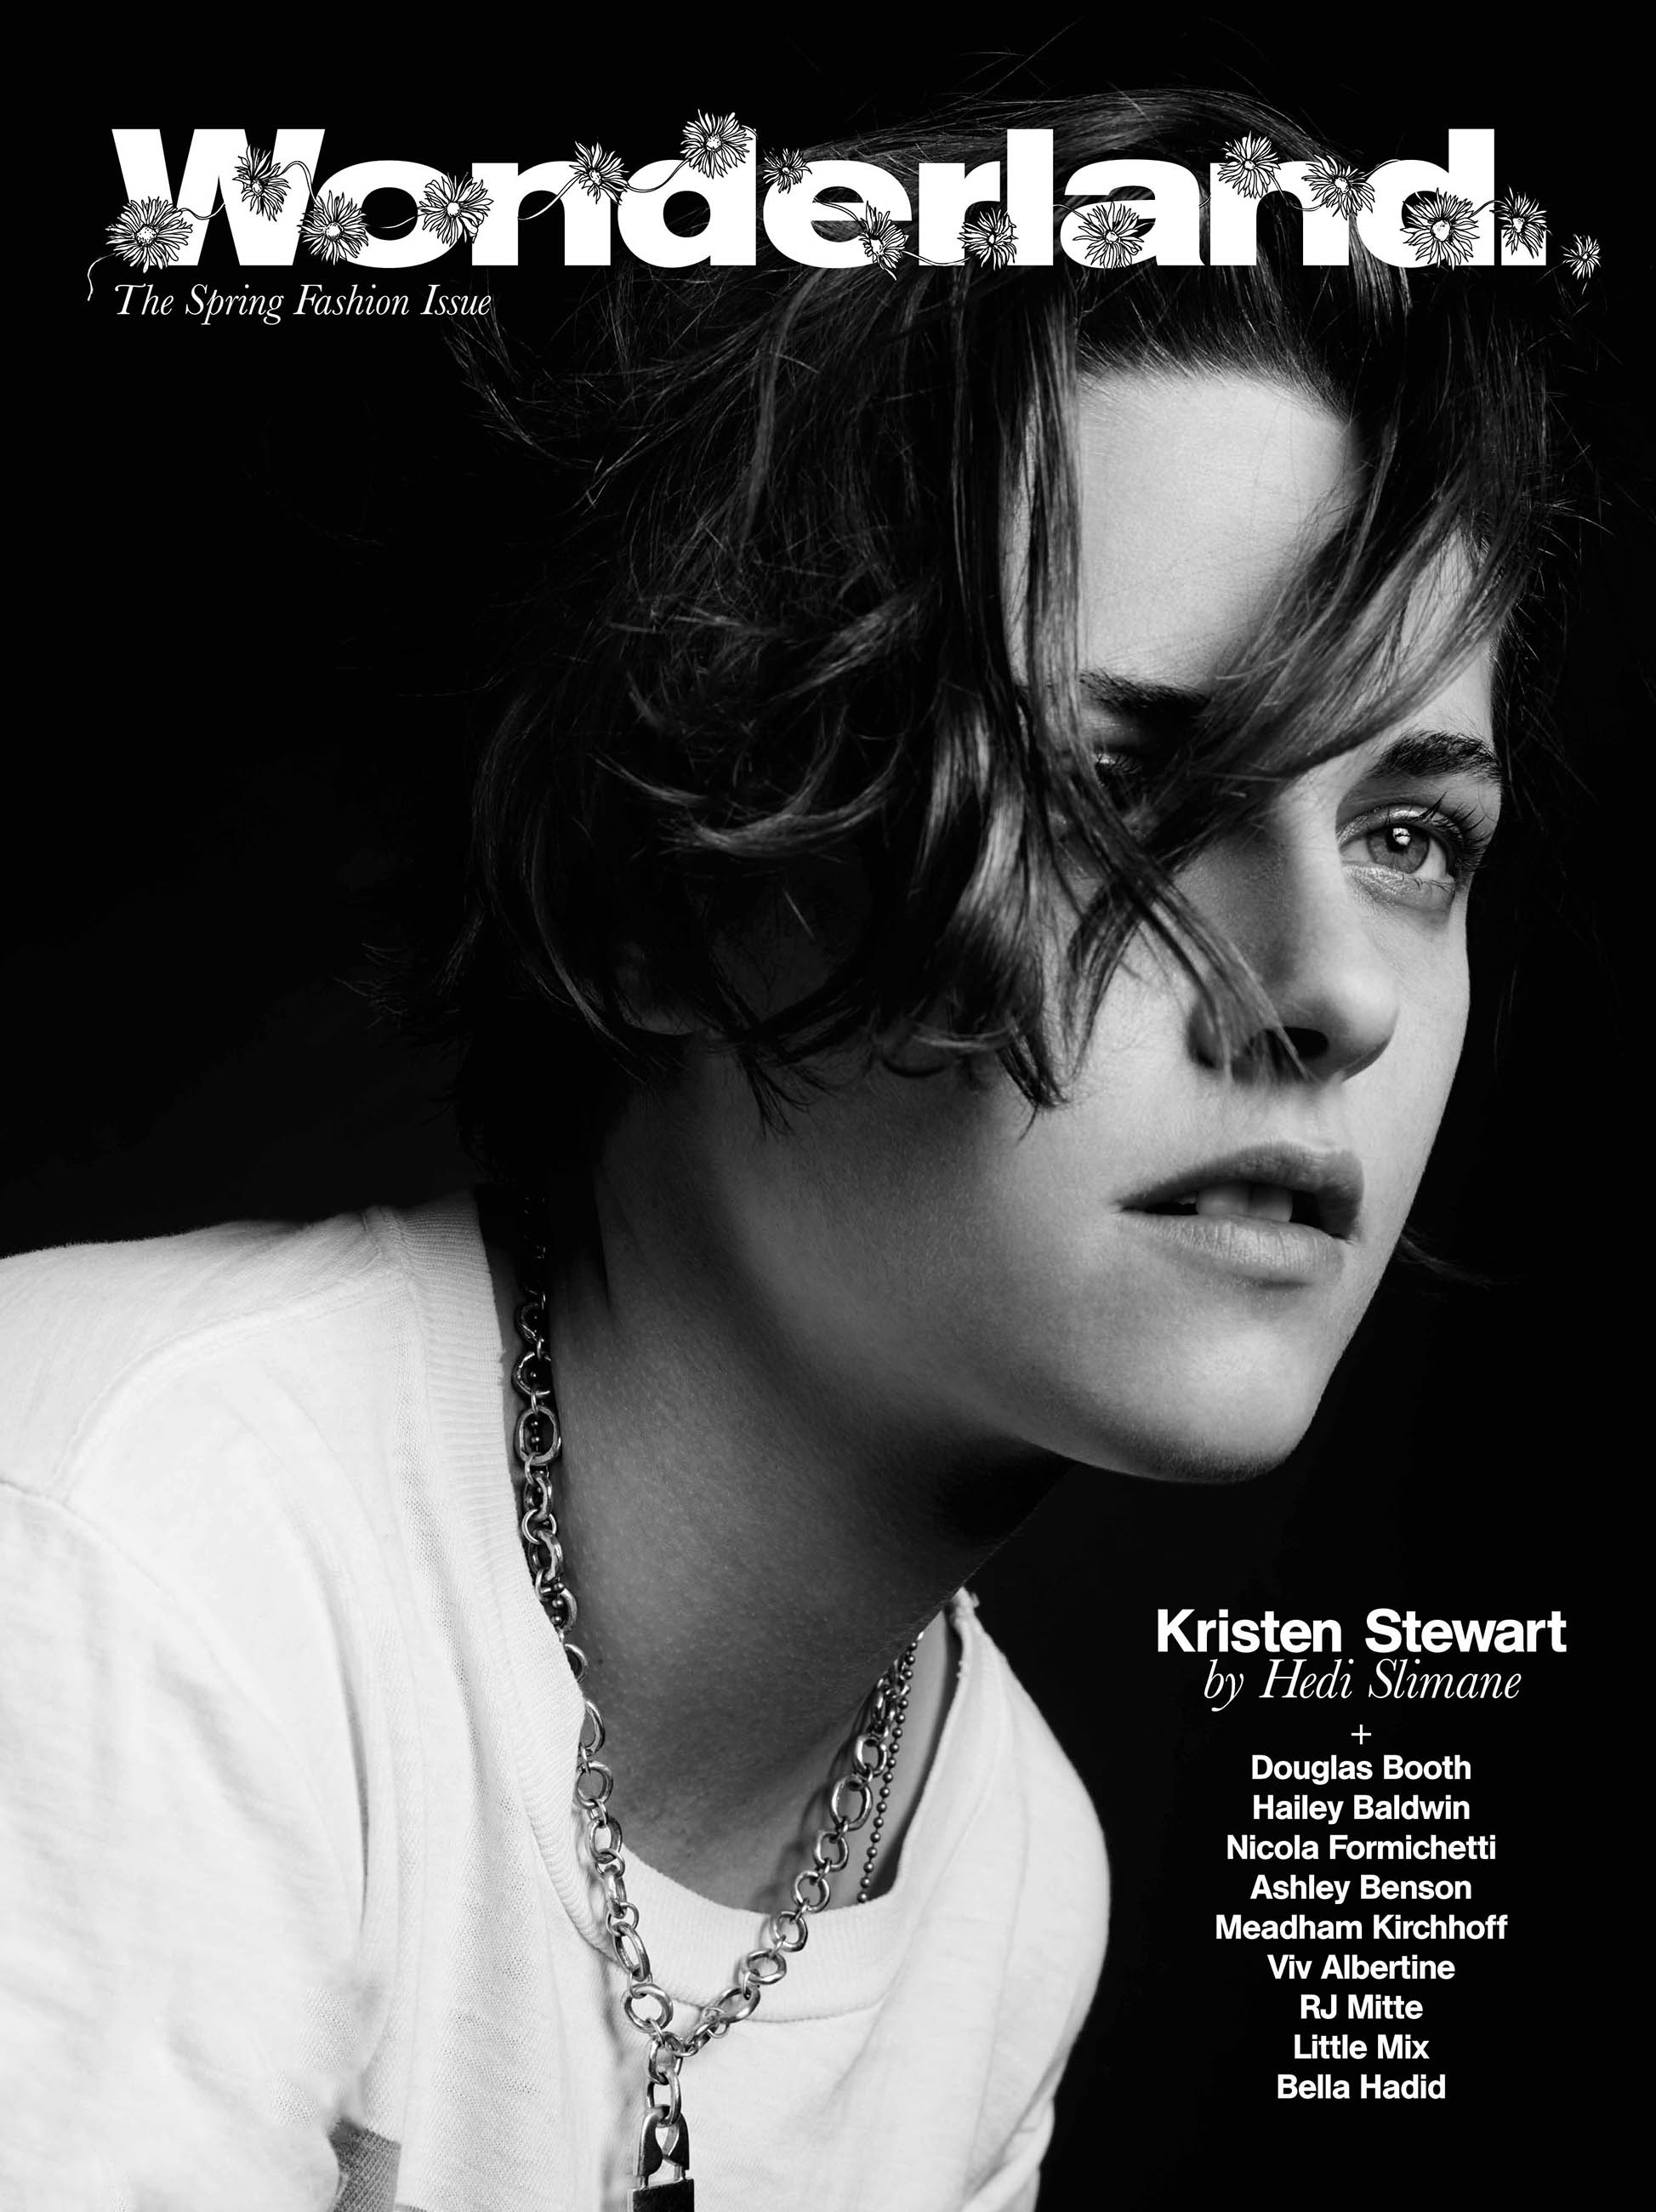 Wonderland.
The Spring Fashion Issue
Kristen Stewart
by Hedi Slimane
+
Douglas Booth
Hailey Baldwin
Nicola Formichetti
Ashley Benson
Meadham Kirchhoff
Viv Albertine
RJ Mitte
Little Mix
Bella Hadid